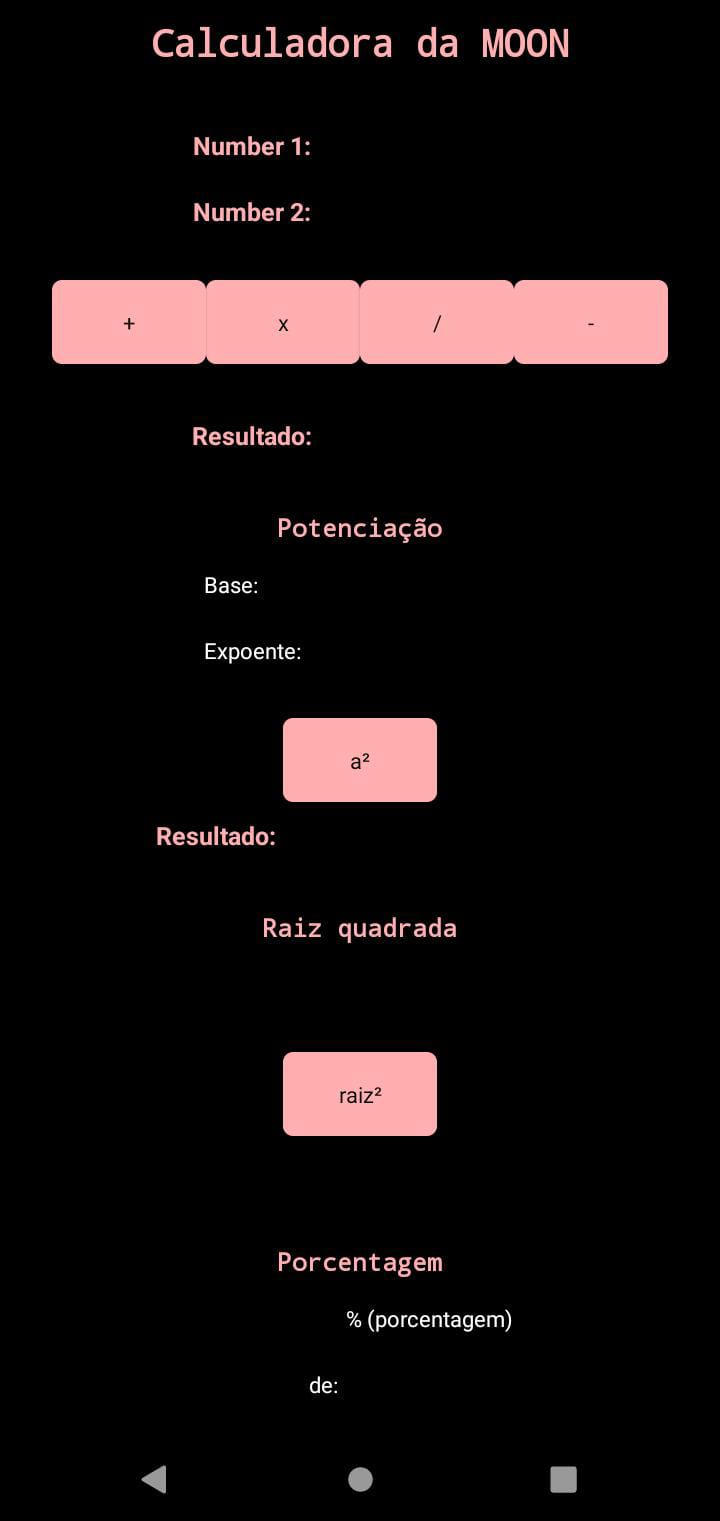 Calculadora da MOON
Number 1:
Number 2:
+ x / -
Resultado:
Potenciação
Base:
Expoente:
a²
Resultado:
Raiz quadrada
raiz²
Porcentagem
% (porcentagem)
de: